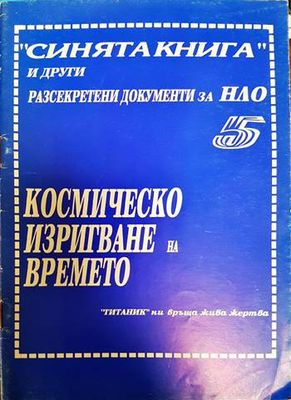 "СИНЯТА КНИГА"
И ДРУГИ
РАЗСЕКРЕТЕНИ ДОКУМЕНТИ ЗА НЛО
5
КОСМИЧЕСКО
ИЗРИГВАНЕ НА
ВРЕМЕТО
"ТИТАНИК" ни връща жива жертва